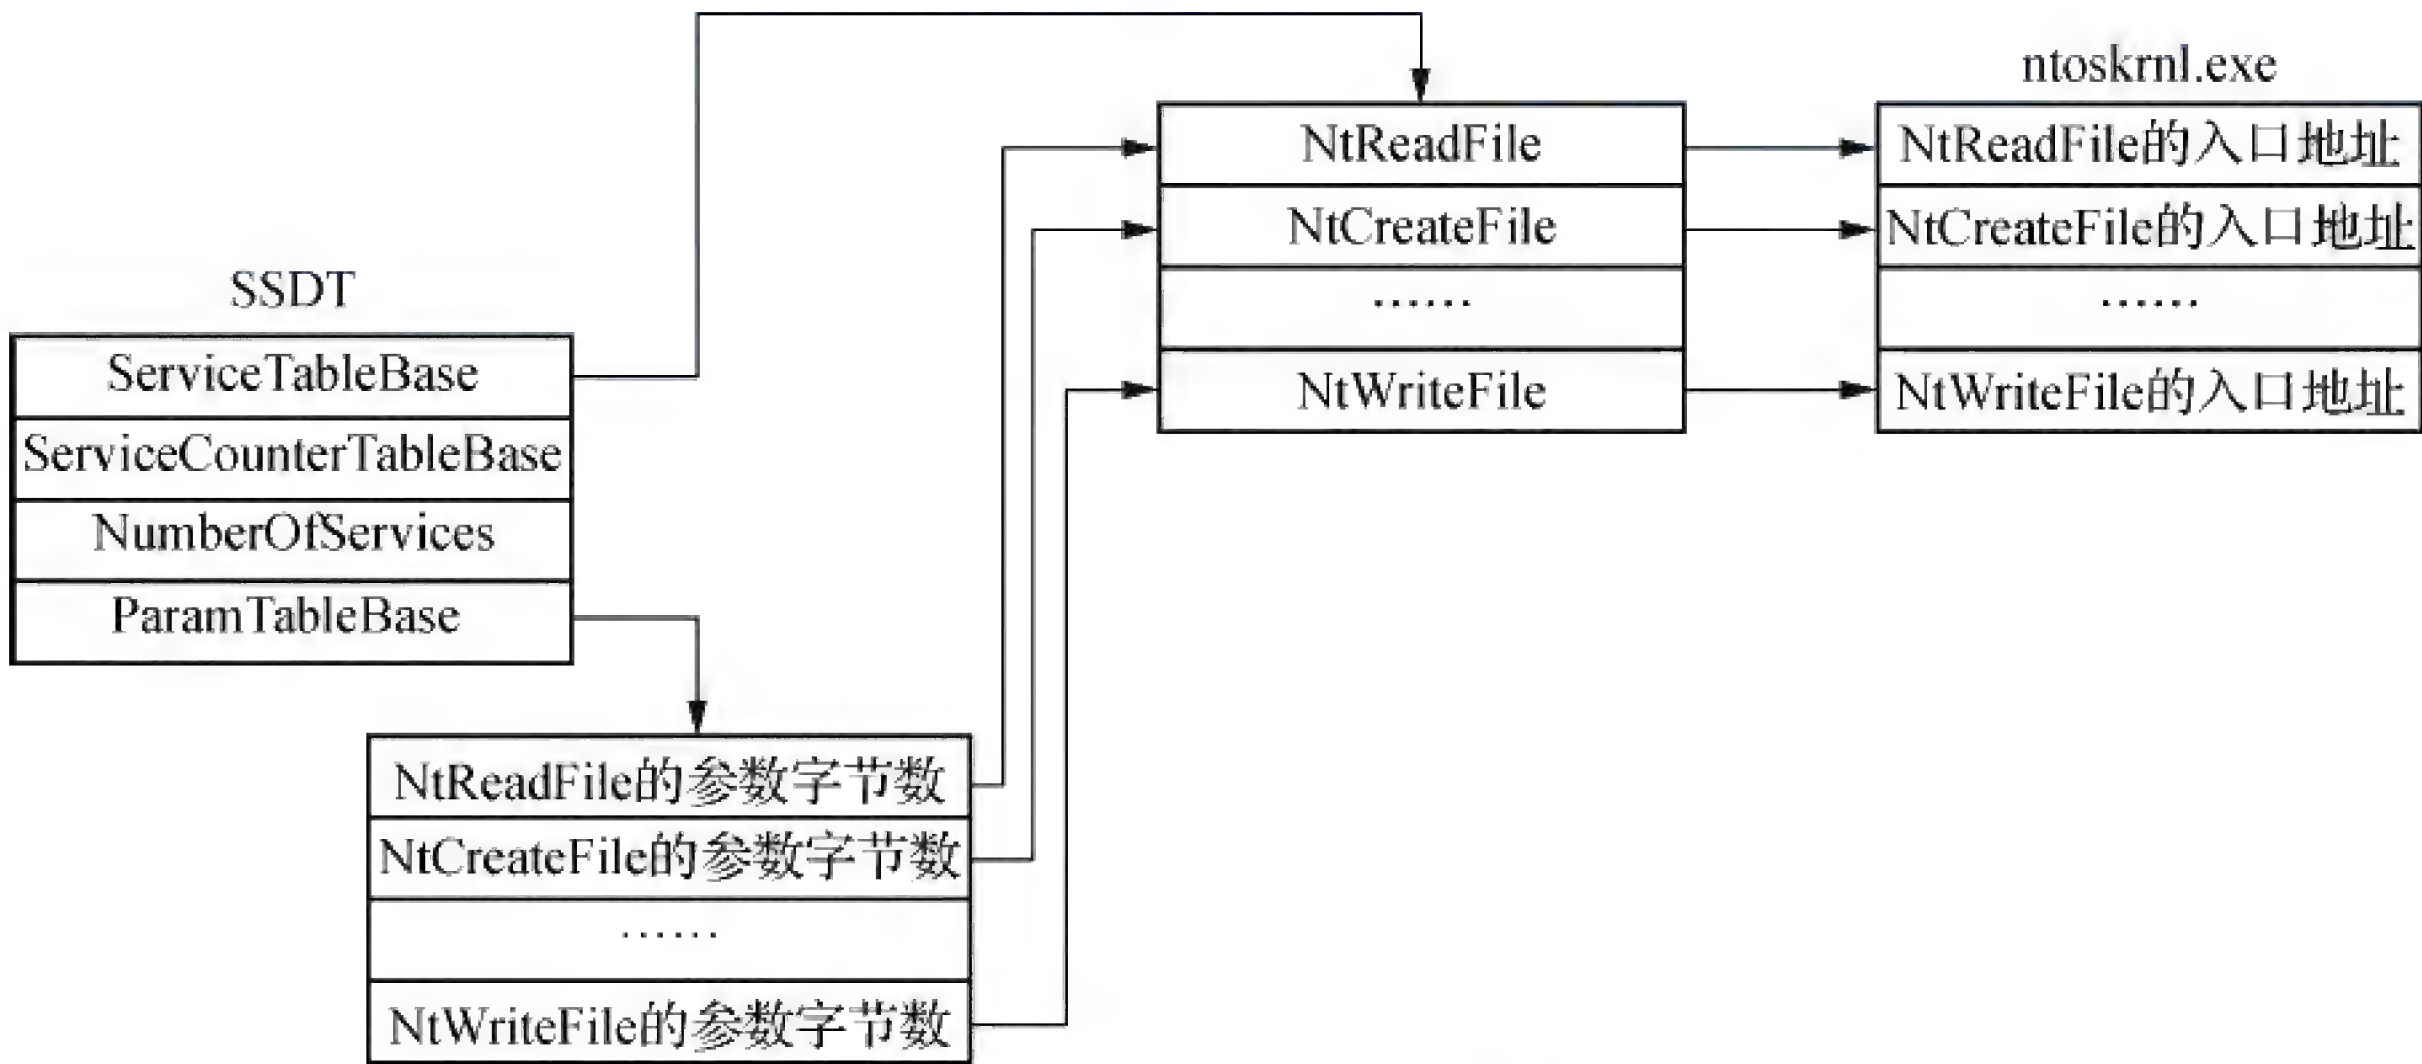 ntoskrnl.exe
NtReadFile
NtReadFile的入口地址
NtCreateFile
NtCreateFile的入口地址
……
……
NtWriteFile
NtWriteFile的入口地址
SSDT
ServiceTableBase
ServiceCounterTableBase
NumberOfServices
ParamTableBase
NtReadFile的参数字节数
NtCreateFile的参数字节数
……
NtWriteFile的参数字节数